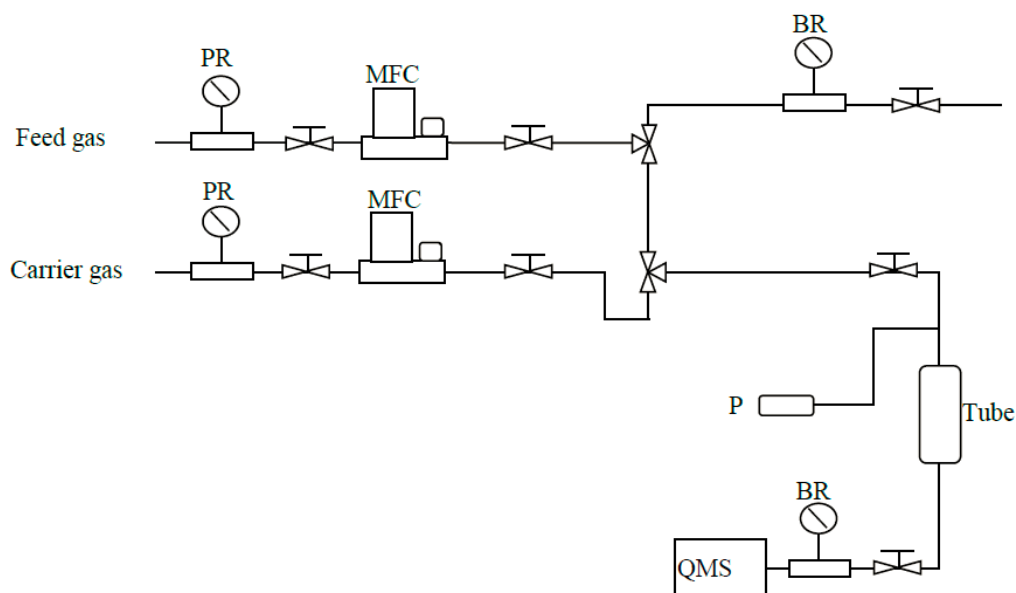 BR
PR
MFC
Feed gas
PR
MFC
Carrier gas
P
Tube
BR
QMS